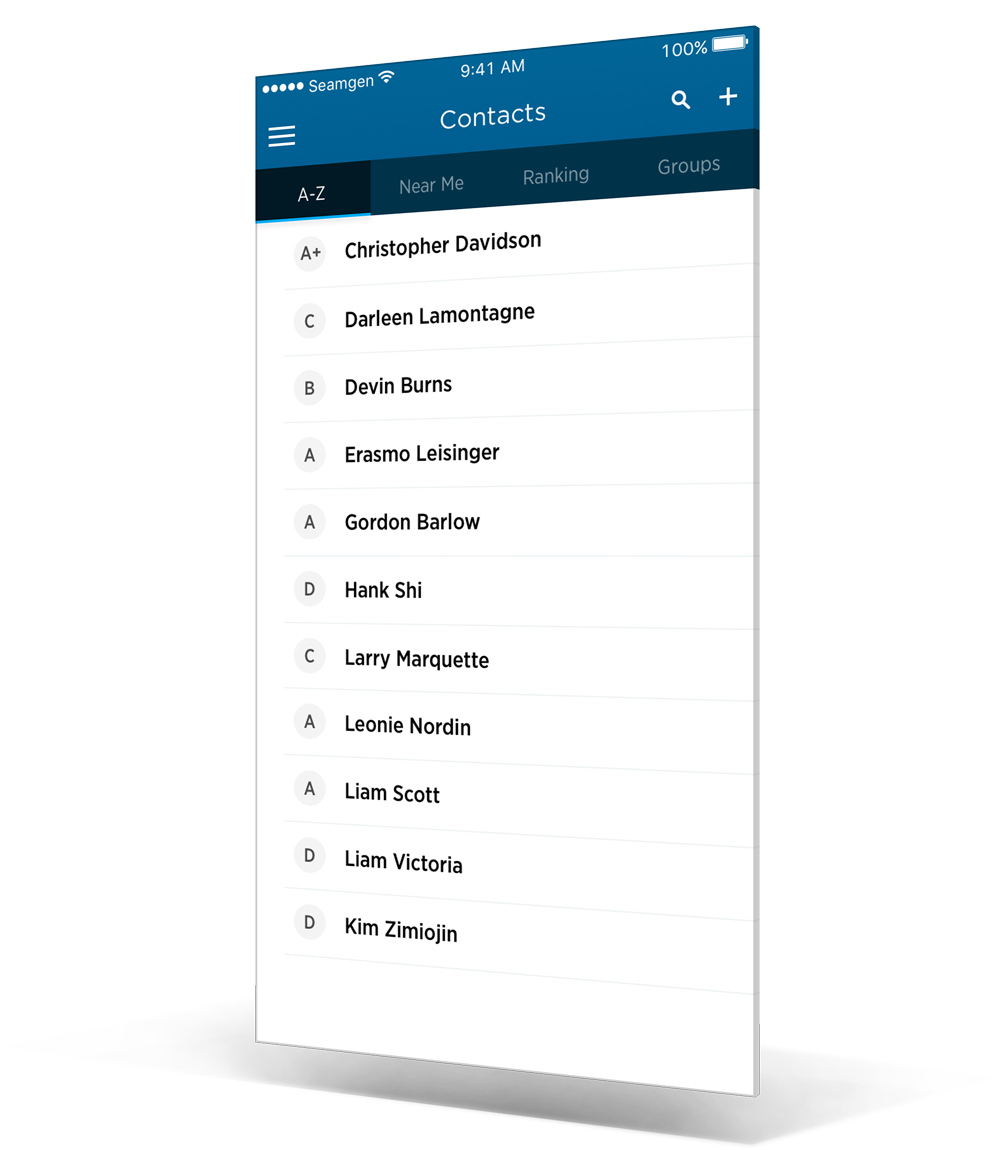 Seamgen 9:41 AM 100%
Contacts
A-Z Near Me Ranking Groups
A+ Christopher Davidson
C Darleen Lamontagne
B Devin Burns
A Erasmo Leisinger
A Gordon Barlow
D Hank Shi
C Larry Marquette
A Leonie Nordin
A Liam Scott
D Liam Victoria
D Kim Zimiojin